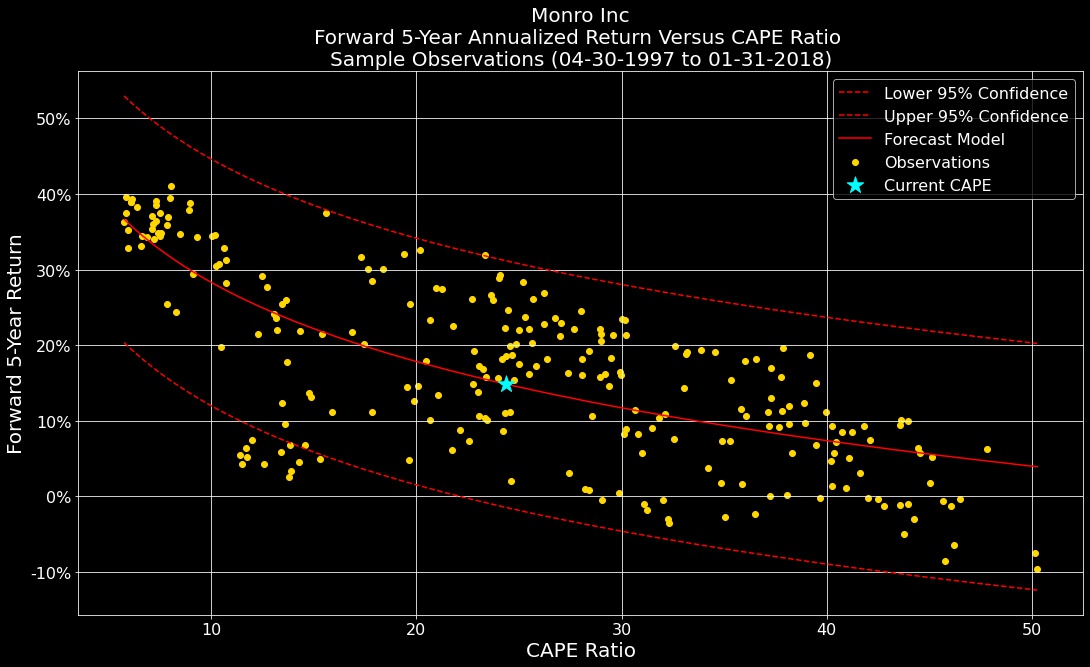 Monro Inc
Forward 5-Year Annualized Return Versus CAPE Ratio
Sample Observations (04-30-1997 to 01-31-2018)
Lower 95% Confidence
Upper 95% Confidence
Forecast Model
Observations
Current CAPE
Forward 5-Year Return
50%
40%
30%
20%
10%
0%
-10%
10 20 30 40 50
CAPE Ratio